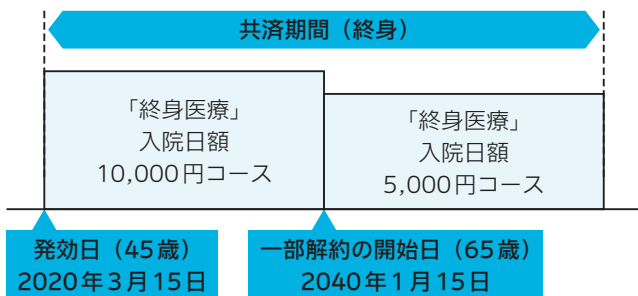 共済期間（終身）
「終身医療」
入院日額
10,000円コース
「終身医療」
入院日額
5,000円コース
発効日（45歳）
2020年3月15日
一部解約の開始日（65歳）
2040年1月15日